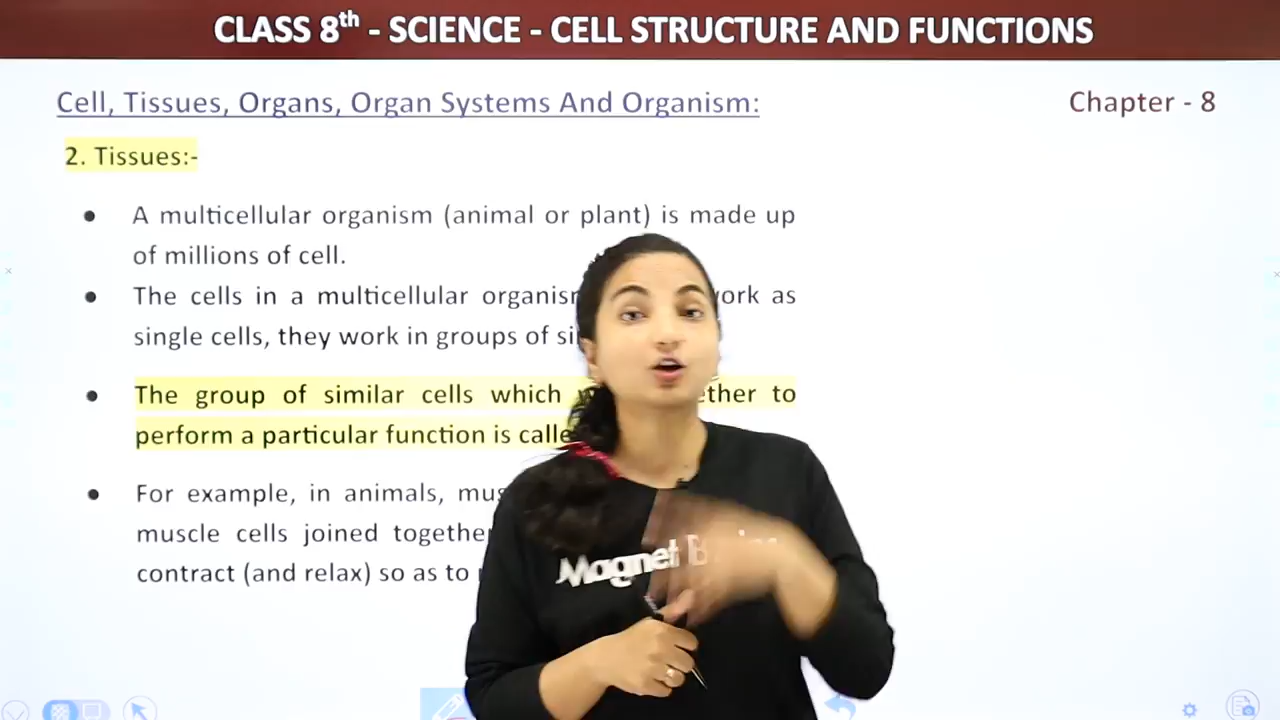 CLASS 8th - SCIENCE - CELL STRUCTURE AND FUNCTIONS
Cell, Tissues, Organs, Organ Systems And Organism:
Chapter - 8
2. Tissues:-
● A multicellular organism (animal or plant) is made up
of millions of cell.
● The cells in a multicellular as
single cells, they work in groups of
● The group of similar cells which to
perform a particular function is
● For example, in animals,
muscle cells joined
contract (and relax) so as to
Magnet